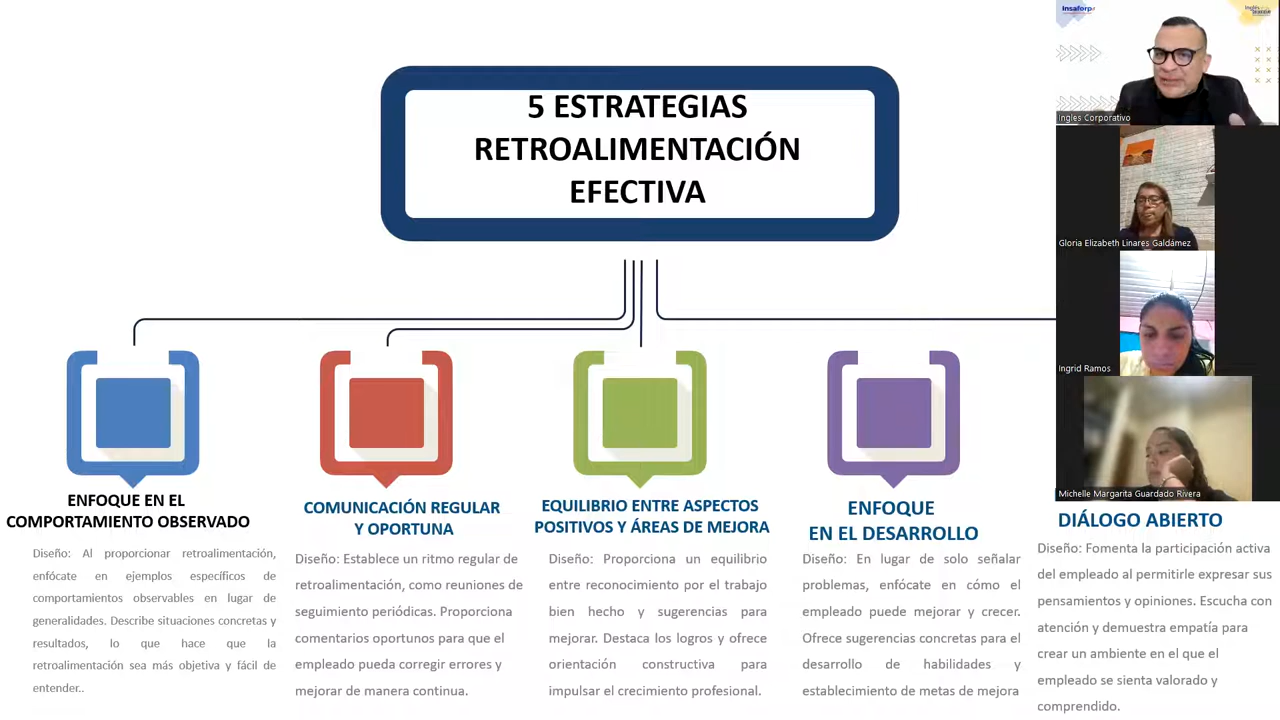 5 ESTRATEGIAS
RETROALIMENTACIÓN
EFECTIVA
ENFOQUE EN EL
COMPORTAMIENTO OBSERVADO
Diseño: Al proporcionar retroalimentación,
enfócate en ejemplos específicos de
comportamientos observables en lugar de
generalidades. Describe situaciones concretas y
resultados, lo que hace que la
retroalimentación sea más objetiva y fácil de
entender..
COMUNICACIÓN REGULAR
Y OPORTUNA
Diseño: Establece un ritmo regular de
retroalimentación, como reuniones de
seguimiento periódicas. Proporciona
comentarios oportunos para que el
empleado pueda corregir errores y
mejorar de manera continua.
EQUILIBRIO ENTRE ASPECTOS
POSITIVOS Y ÁREAS DE MEJORA
Diseño: Proporciona un equilibrio
entre reconocimiento por el trabajo
bien hecho y sugerencias para
mejorar. Destaca los logros y ofrece
orientación constructiva para
impulsar el crecimiento profesional.
ENFOQUE
EN EL DESARROLLO
Diseño: En lugar de solo señalar
problemas, enfócate en cómo el
empleado puede mejorar y crecer.
Ofrece sugerencias concretas para el
desarrollo de habilidades y
establecimiento de metas de mejora
DIÁLOGO ABIERTO
Diseño: Fomenta la participación activa
del empleado al permitirle expresar sus
pensamientos y opiniones. Escucha con
atención y demuestra empatía para
crear un ambiente en el que el
empleado se sienta valorado y
comprendido.
insaforp
Ingles Corporativo
Gloria Elizabeth Linares Galdámez
Ingrid Ramos
Michelle Margarita Guardado Rivera